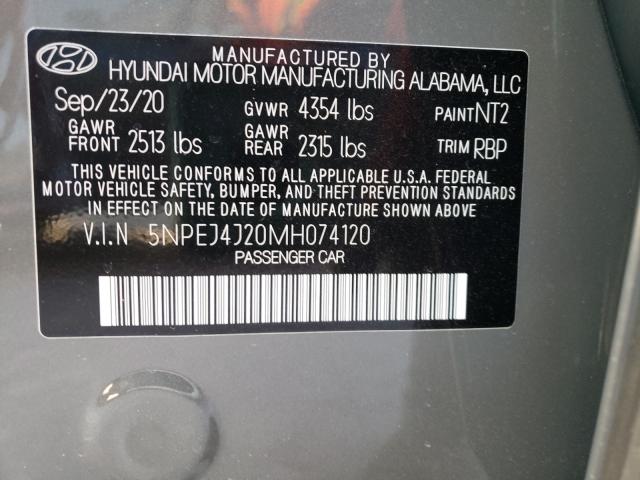 MANUFACTURED BY
HYUNDAI MOTOR MANUFACTURING ALABAMA, LLC
Sep/23/20 GVWR 4354 lbs PAINT NT2
GAWR FRONT 2513 lbs GAWR REAR 2315 lbs TRIM RBP
THIS VEHICLE CONFORMS TO ALL APPLICABLE U.S.A. FEDERAL
MOTOR VEHICLE SAFETY, BUMPER, AND THEFT PREVENTION STANDARDS
IN EFFECT ON THE DATE OF MANUFACTURE SHOWN ABOVE
V.I.N 5NPEJ4J20MH074120
PASSENGER CAR